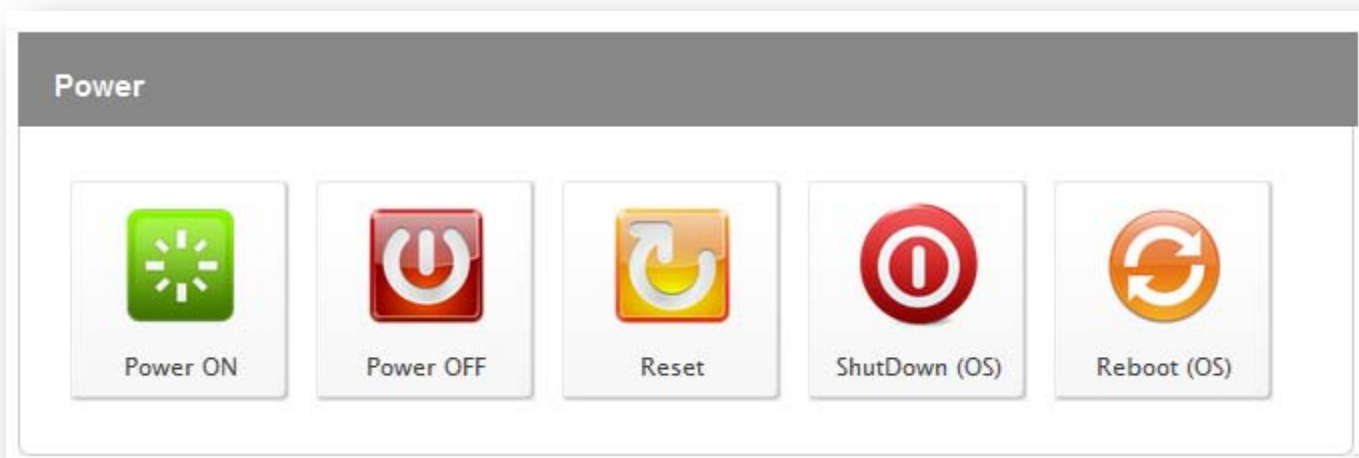 Power
Power ON
Power OFF
Reset
ShutDown (OS)
Reboot (OS)